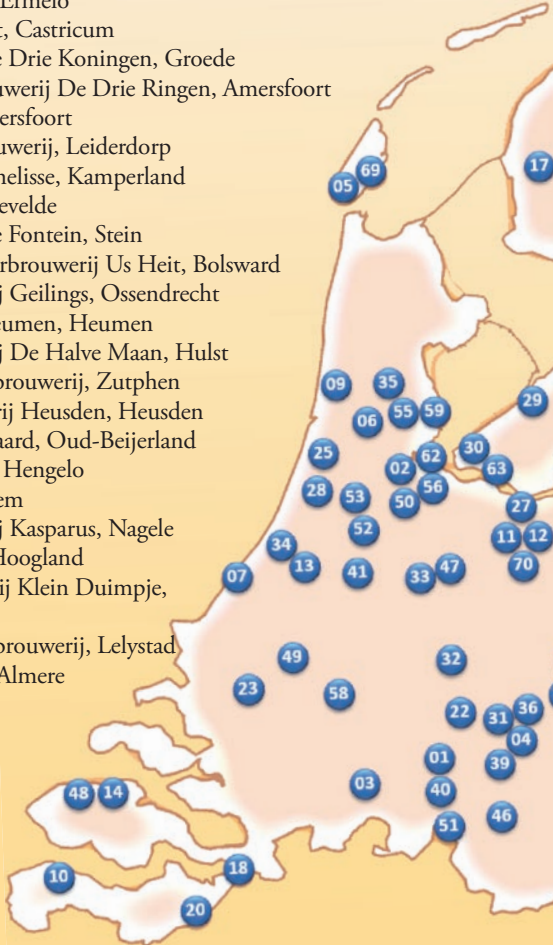 Ermelo
t, Castricum
e Drie Koningen, Groede
uwerij De Drie Ringen, Amersfoort
ersfoort
uwerij, Leiderdorp
nelisse, Kamperland
evelde
e Fontein, Stein
rbrouwerij Us Heit, Bolsward
j Geilings, Ossendrecht
eumen, Heumen
j De Halve Maan, Hulst
brouwerij, Zutphen
rij Heusden, Heusden
aard, Oud-Beijerland
Hengelo
em
j Kasparus, Nagele
Hoogland
ij Klein Duimpje,
brouwerij, Lelystad
Almere
69
05
17
09
35
55
59
06
29
25
62
30
02
63
28
53
56
50
27
52
11
12
34
13
41
33
47
70
07
49
32
23
58
22
31
36
04
01
39
03
40
48
14
51
46
10
18
20